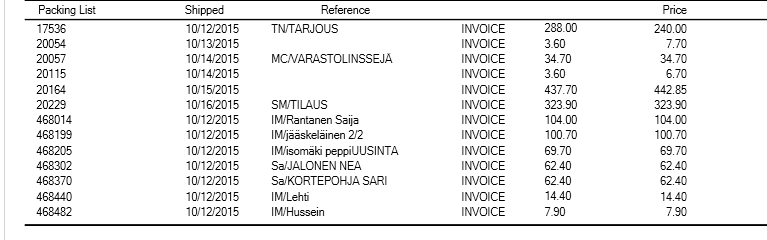 Packing List Shipped Reference Price
17536 10/12/2015 TN/TARJOUS INVOICE 288.00 240.00
20054 10/13/2015 INVOICE 3.60 7.70
20057 10/14/2015 MC/VARASTOLINSSEJÄ INVOICE 34.70 34.70
20115 10/14/2015 INVOICE 3.60 6.70
20164 10/15/2015 INVOICE 437.70 442.85
20229 10/16/2015 SM/TILAUS INVOICE 323.90 323.90
468014 10/12/2015 IM/Rantanen Saija INVOICE 104.00 104.00
468199 10/12/2015 IM/jääskeläinen 2/2 INVOICE 100.70 100.70
468205 10/12/2015 IM/isomäki peppiUUSINTA INVOICE 69.70 69.70
468302 10/12/2015 Sa/JALONEN NEA INVOICE 62.40 62.40
468370 10/12/2015 Sa/KORTEPOHJA SARI INVOICE 62.40 62.40
468440 10/12/2015 IM/Lehti INVOICE 14.40 14.40
468482 10/12/2015 IM/Hussein INVOICE 7.90 7.90